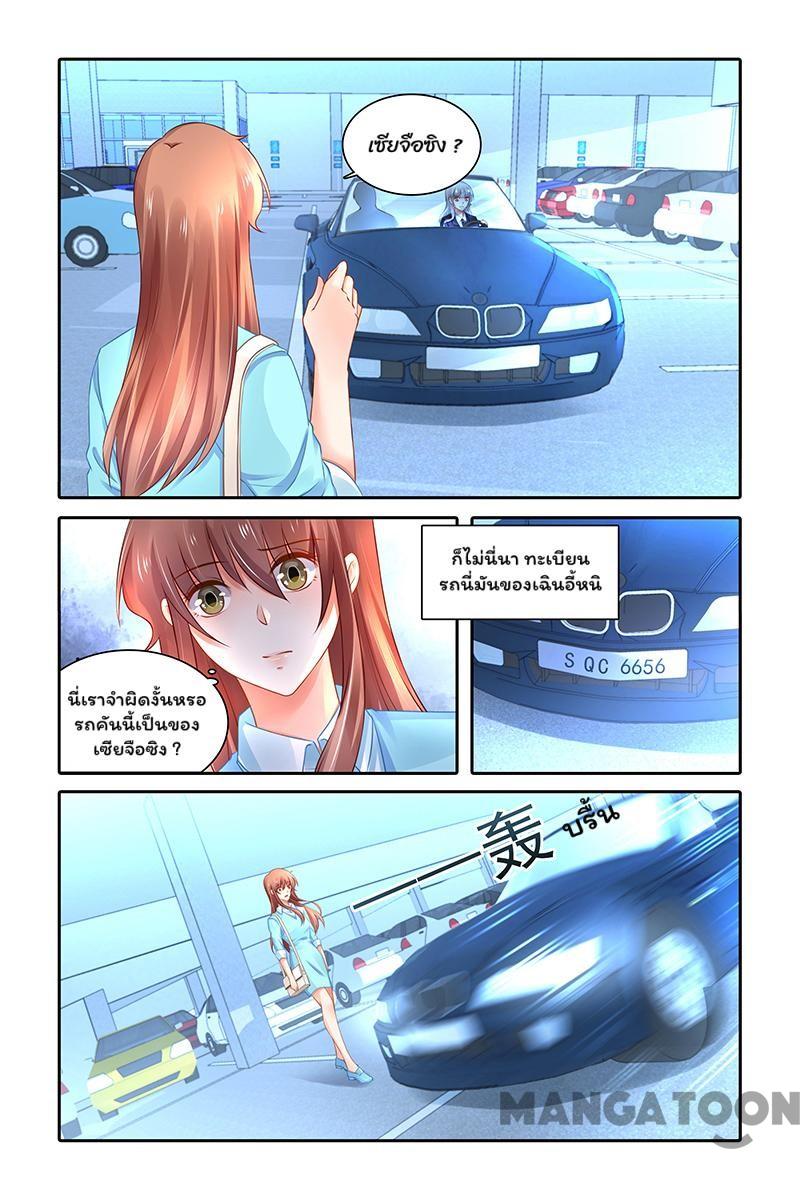 เซียจือซิง ?
ก็ไม่นี่นา ทะเบียน
รถนี่มันของเฉินอี้หนิ
S QC 6656
นี่เราจำผิดงั้นหรอ
รถคันนี้เป็นของ
เซียจือซิง ?
——轰
บรื้น
MANGATOON